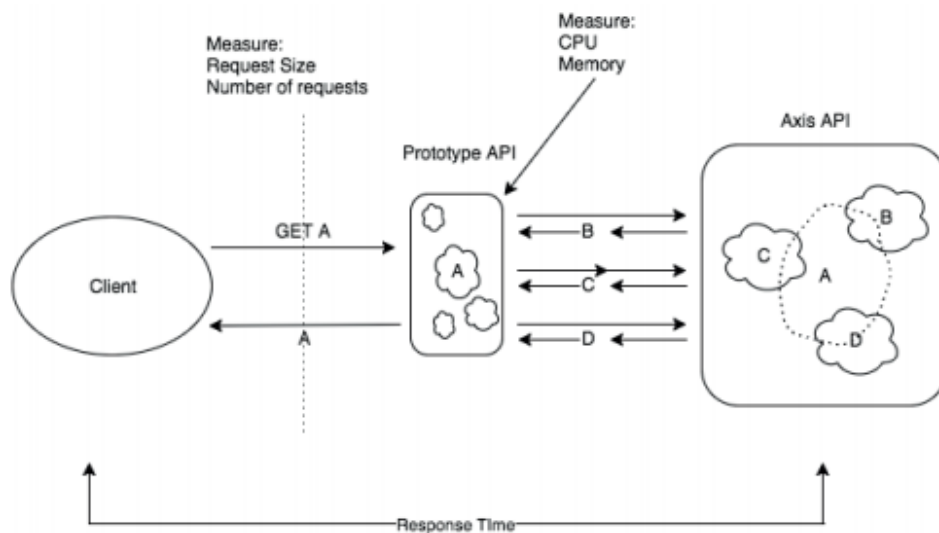 Measure:
Request Size
Number of requests
Measure:
CPU
Memory
Axis API
Prototype API
GET A
B
B
C
A
C
A
Client
A
D
D
Response TIme